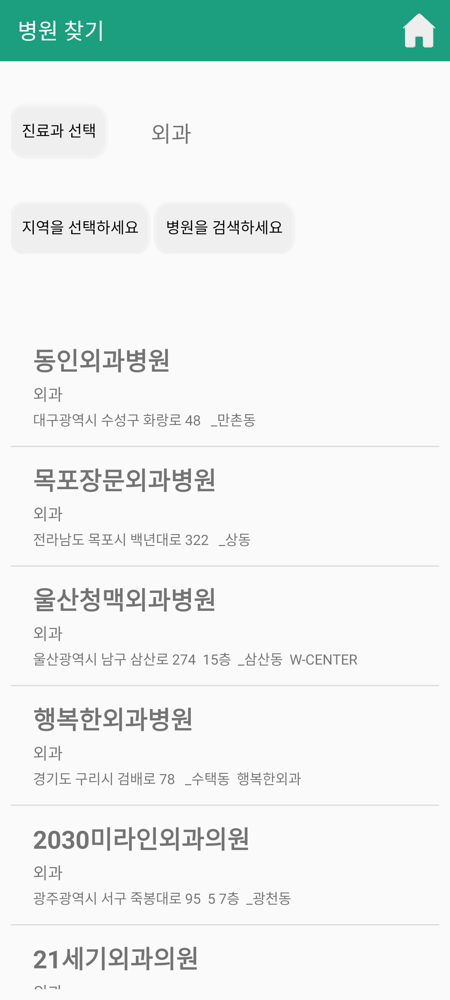 병원 찾기
진료과 선택
외과
지역을 선택하세요 병원을 검색하세요
동인외과병원
외과
대구광역시 수성구 화랑로 48 _만촌동
목포장문외과병원
외과
전라남도 목포시 백년대로 322 _상동
울산청맥외과병원
외과
울산광역시 남구 삼산로 274 15층 _삼산동 W-CENTER
행복한외과병원
외과
경기도 구리시 검배로 78 _수택동 행복한외과
2030미라인외과의원
외과
광주광역시 서구 죽봉대로 95 5 7층 _광천동
21세기외과의원